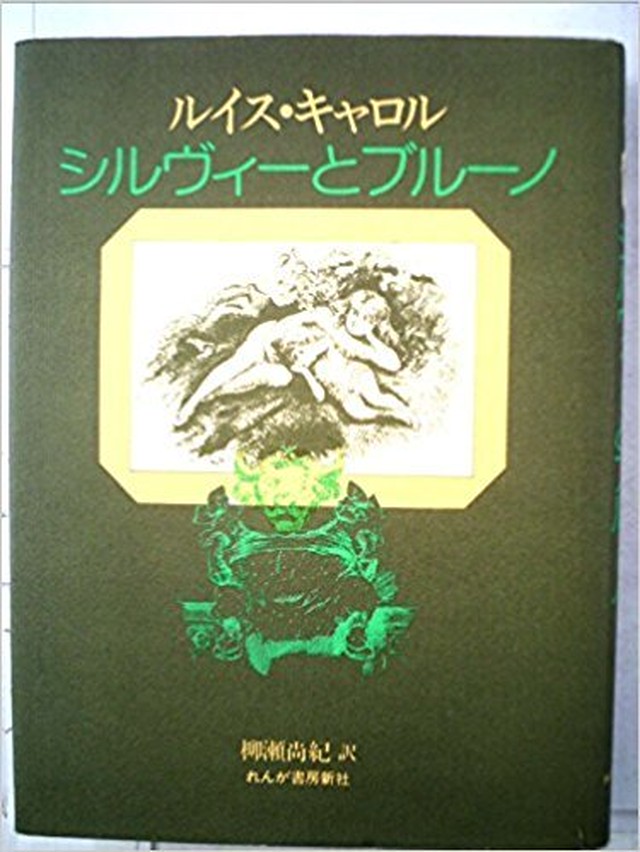 ルイス・キャロル
シルヴィーとブルーノ
柳瀬尚紀 訳
れんが書房新社